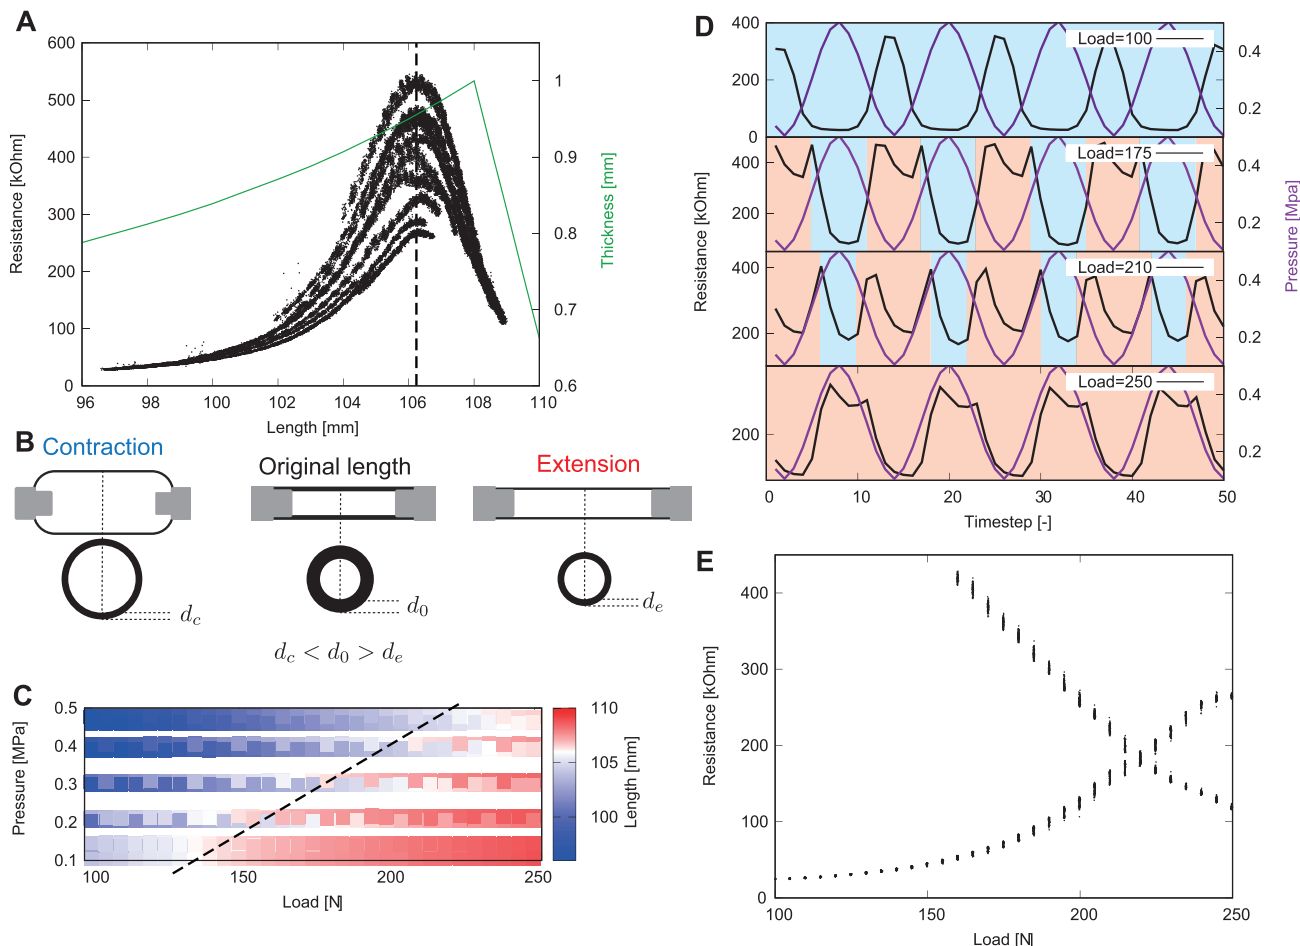 A
600
500
400
300
200
100
0
Resistance [kOhm]
96
98
100
102
104
106
108
110
Length [mm]
1
0.9
0.8
0.7
0.6
Thickness [mm]
B
Contraction
Original length
Extension
d_c
d_0
d_e
d_c < d_0 > d_e
C
0.5
0.4
0.3
0.2
0.1
Pressure [MPa]
100
150
200
250
Load [N]
110
105
100
Length [mm]
D
400
200
0
Load=100
0.4
0.2
400
200
Load=175
0.4
0.2
400
200
Load=210
0.4
0.2
200
Load=250
0.4
0.2
Resistance [kOhm]
Pressure [Mpa]
0
10
20
30
40
50
Timestep [-]
E
400
300
200
100
0
Resistance [kOhm]
100
150
200
250
Load [N]